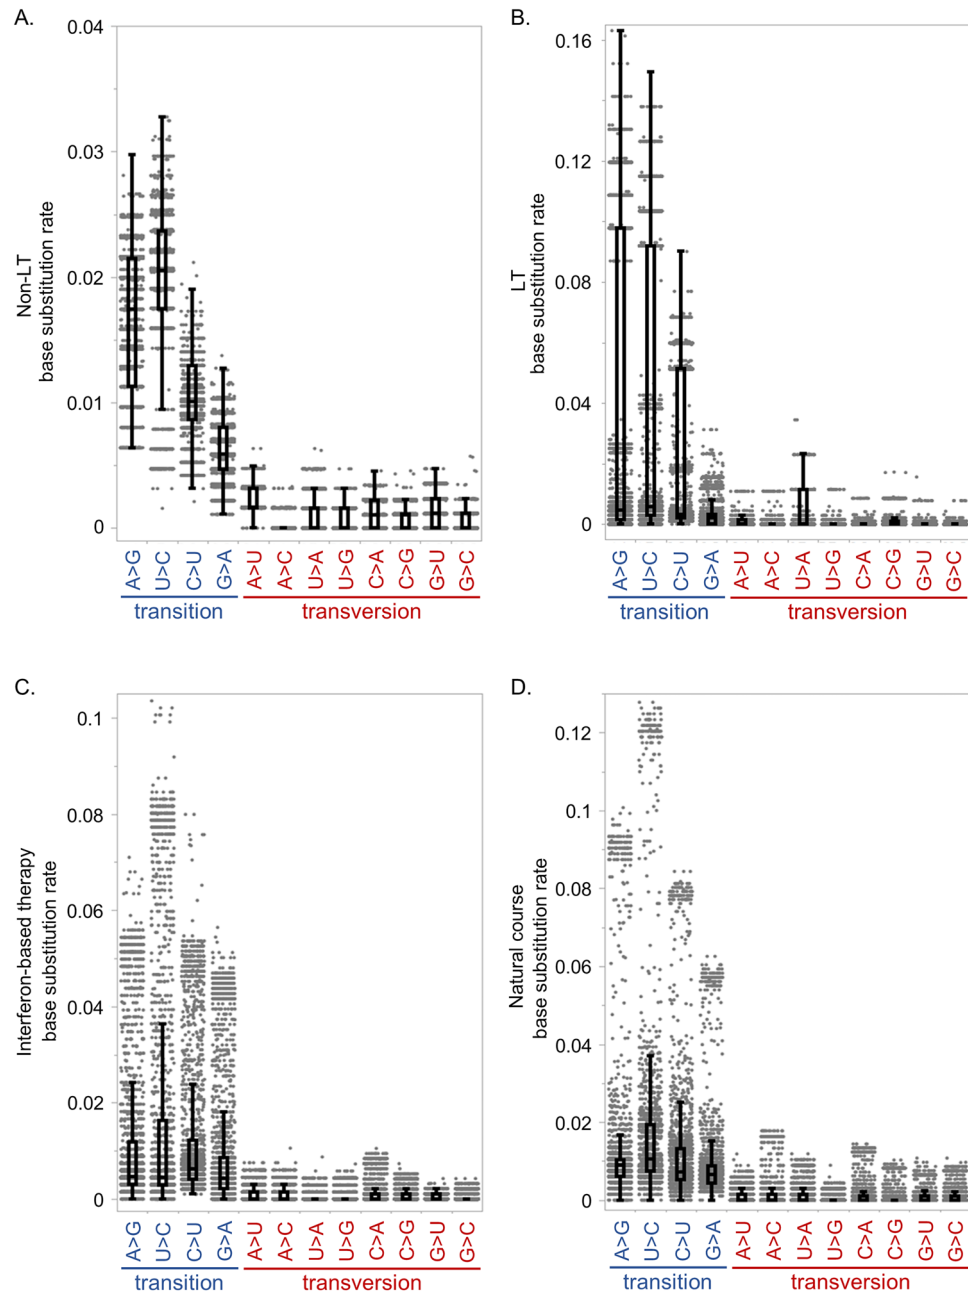 A.
0.04
0.03
0.02
0.01
0
Non-LT
base substitution rate
A>G
U>C
C>U
G>A
A>U
A>C
U>A
U>G
C>A
C>G
G>U
G>C
transition
transversion
B.
0.16
0.12
0.08
0.04
0
LT
base substitution rate
A>G
U>C
C>U
G>A
A>U
A>C
U>A
U>G
C>A
C>G
G>U
G>C
transition
transversion
C.
0.1
0.08
0.06
0.04
0.02
0
Interferon-based therapy
base substitution rate
A>G
U>C
C>U
G>A
A>U
A>C
U>A
U>G
C>A
C>G
G>U
G>C
transition
transversion
D.
0.12
0.1
0.08
0.06
0.04
0.02
0
Natural course
base substitution rate
A>G
U>C
C>U
G>A
A>U
A>C
U>A
U>G
C>A
C>G
G>U
G>C
transition
transversion